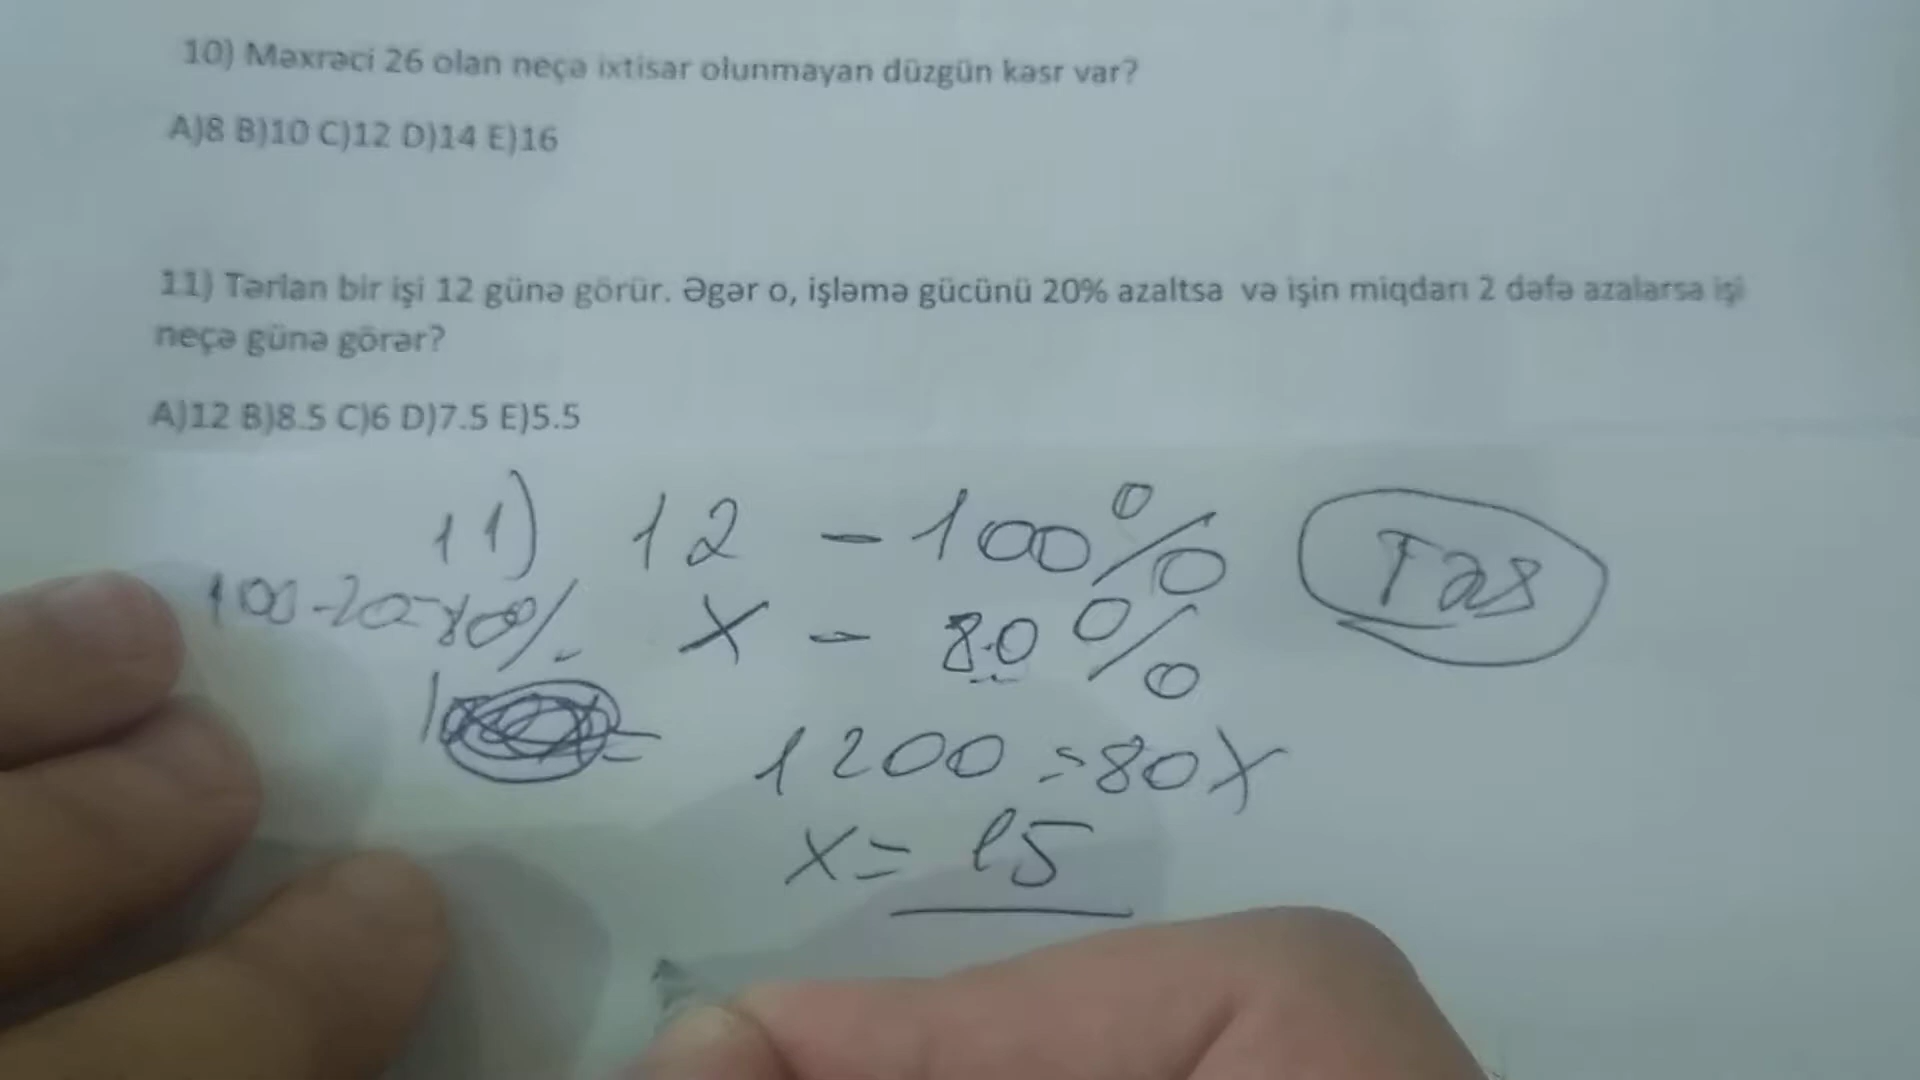 10) Məxrəci 26 olan neçə ixtisar olunmayan düzgün kəsr var?
A)8 B)10 C)12 D)14 E)16
11) Tərlan bir işi 12 günə görür. Əgər o, işləmə gücünü 20% azaltsa və işin miqdarı 2 dəfə azalarsa işi
neçə günə görər?
A)12 B)8.5 C)6 D)7.5 E)5.5
11) 12 - 100%
Tərs
100-20=80%
x - 80%
1200=80x
x= 15